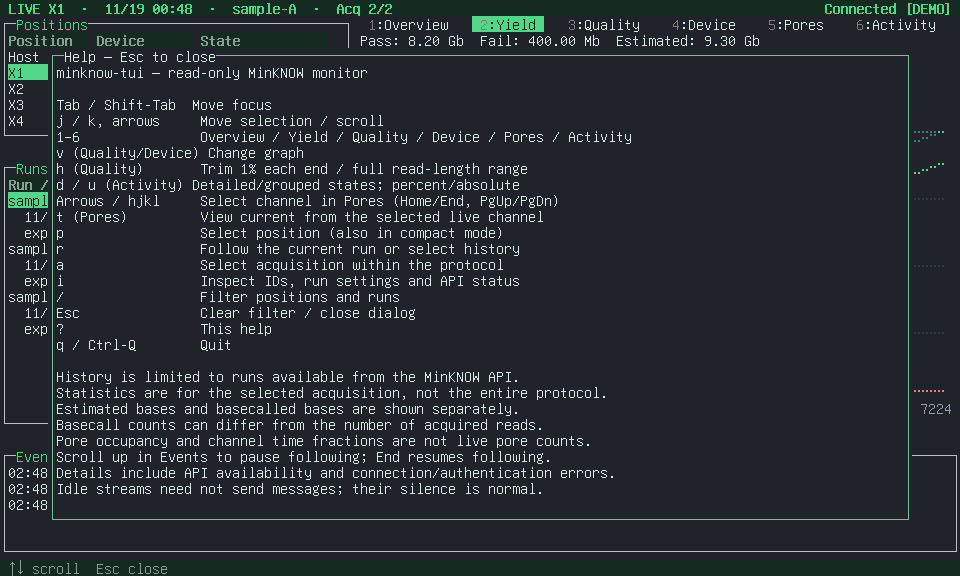 LIVE X1  ·  11/19 00:48  ·  sample-A  ·  Acq 2/2    Connected [DEMO]
Positions    1:Overview  2:Yield  3:Quality  4:Device  5:Pores  6:Activity
Position   Device       State    Pass: 8.20 Gb  Fail: 400.00 Mb  Estimated: 9.30 Gb
Host
X1
X2
X3
X4
Runs
Run /
sampl
11/
exp
sampl
11/
exp
sampl
11/
exp
Help — Esc to close
minknow-tui — read-only MinKNOW monitor
Tab / Shift-Tab  Move focus
j / k, arrows     Move selection / scroll
1-6               Overview / Yield / Quality / Device / Pores / Activity
v (Quality/Device) Change graph
h (Quality)       Trim 1% each end / full read-length range
d / u (Activity) Detailed/grouped states; percent/absolute
Arrows / hjkl     Select channel in Pores (Home/End, PgUp/PgDn)
t (Pores)         View current from the selected live channel
p                 Select position (also in compact mode)
r                 Follow the current run or select history
a                 Select acquisition within the protocol
i                 Inspect IDs, run settings and API status
/                 Filter positions and runs
Esc               Clear filter / close dialog
?                 This help
q / Ctrl-Q        Quit
History is limited to runs available from the MinKNOW API.
Statistics are for the selected acquisition, not the entire protocol.
Estimated bases and basecalled bases are shown separately.
Basecall counts can differ from the number of acquired reads.
Pore occupancy and channel time fractions are not live pore counts.
Scroll up in Events to pause following; End resumes following.
Details include API availability and connection/authentication errors.
Idle streams need not send messages; their silence is normal.
7224
Even
02:48
02:48
02:48
↑↓ scroll  Esc close